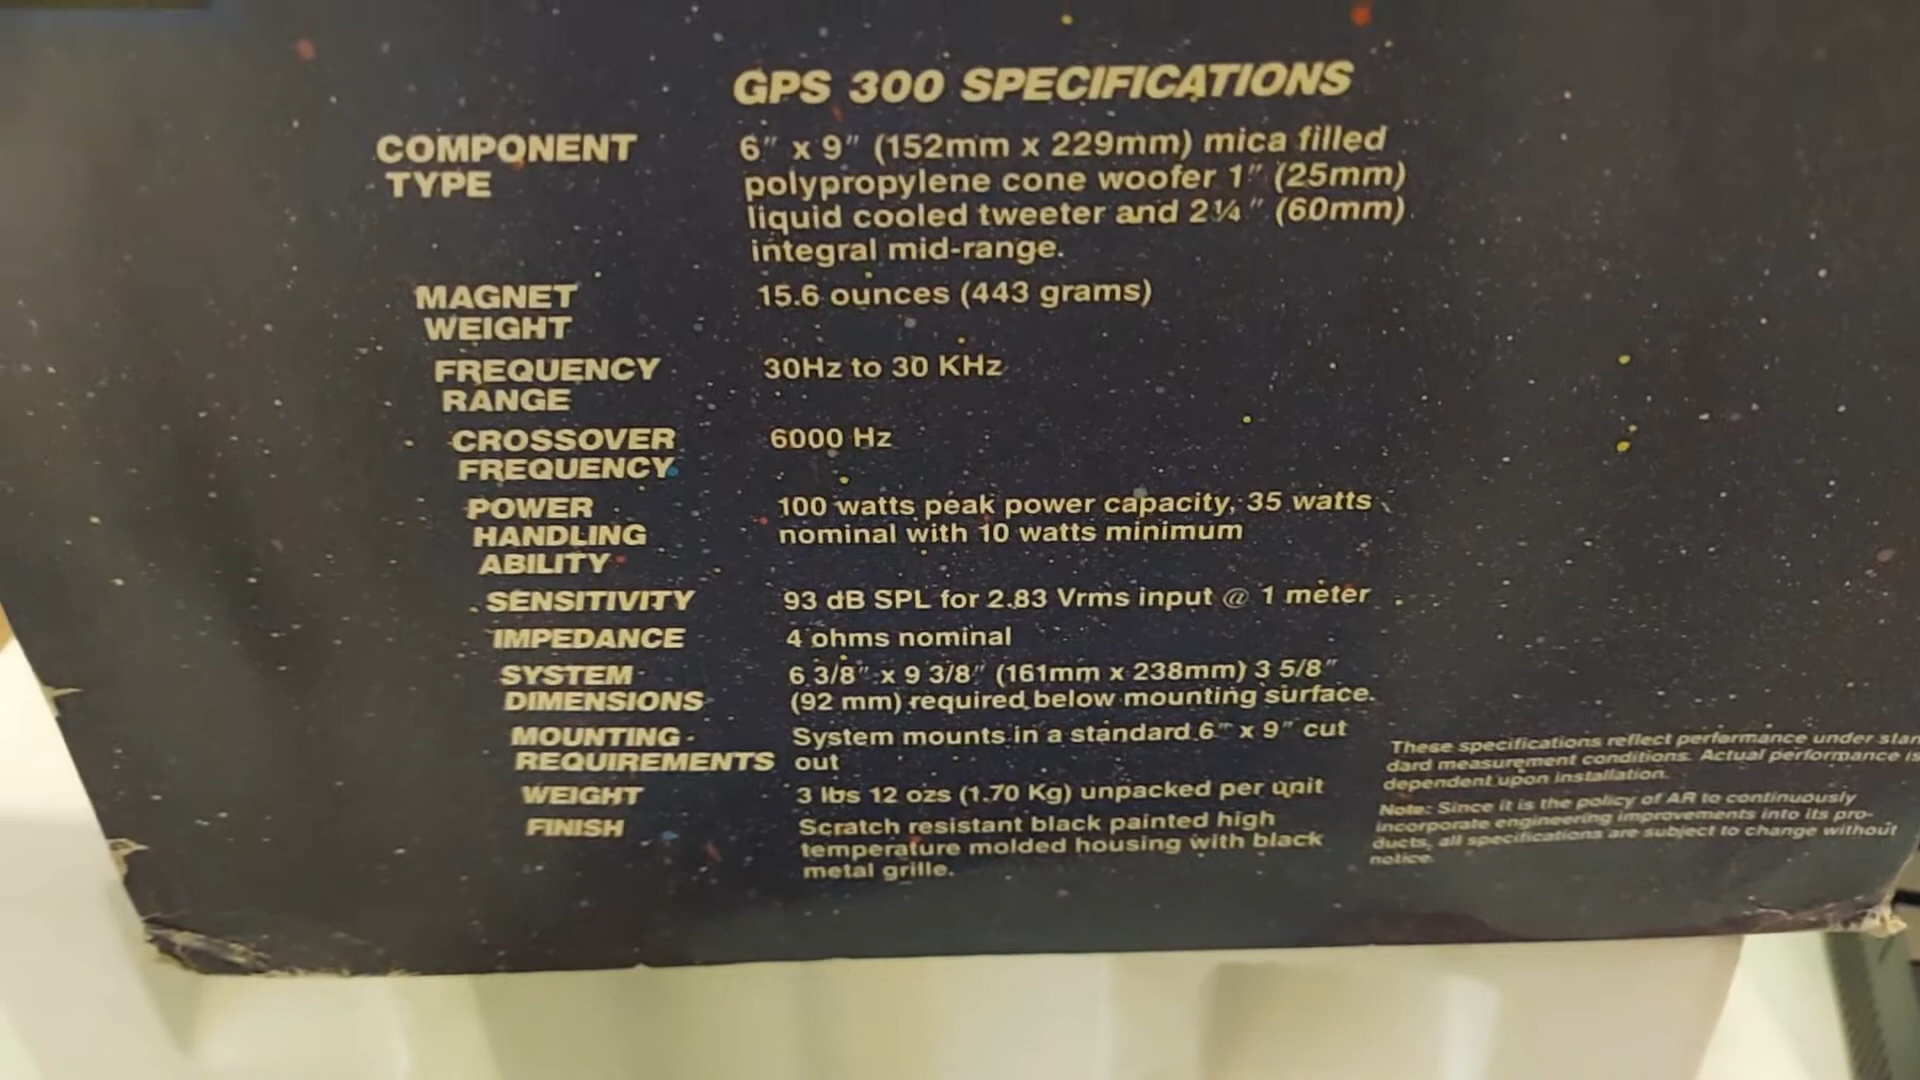 GPS 300 SPECIFICATIONS
COMPONENT TYPE
6" x 9" (152mm x 229mm) mica filled
polypropylene cone woofer 1" (25mm)
liquid cooled tweeter and 2¼" (60mm)
integral mid-range.
MAGNET WEIGHT
15.6 ounces (443 grams)
FREQUENCY RANGE
30Hz to 30 KHz
CROSSOVER FREQUENCY
6000 Hz
POWER HANDLING ABILITY
100 watts peak power capacity, 35 watts
nominal with 10 watts minimum
SENSITIVITY
93 dB SPL for 2.83 Vrms input @ 1 meter
IMPEDANCE
4 ohms nominal
SYSTEM DIMENSIONS
6 3/8" x 9 3/8" (161mm x 238mm) 3 5/8"
(92 mm) required below mounting surface.
MOUNTING REQUIREMENTS
System mounts in a standard 6" x 9" cut
out
WEIGHT
3 lbs 12 ozs (1.70 Kg) unpacked per unit
FINISH
Scratch resistant black painted high
temperature molded housing with black
metal grille.
These specifications reflect performance under stan
dard measurement conditions. Actual performance is
dependent upon installation.
Note: Since it is the policy of AR to continuously
incorporate engineering improvements into its pro-
ducts, all specifications are subject to change without
notice.